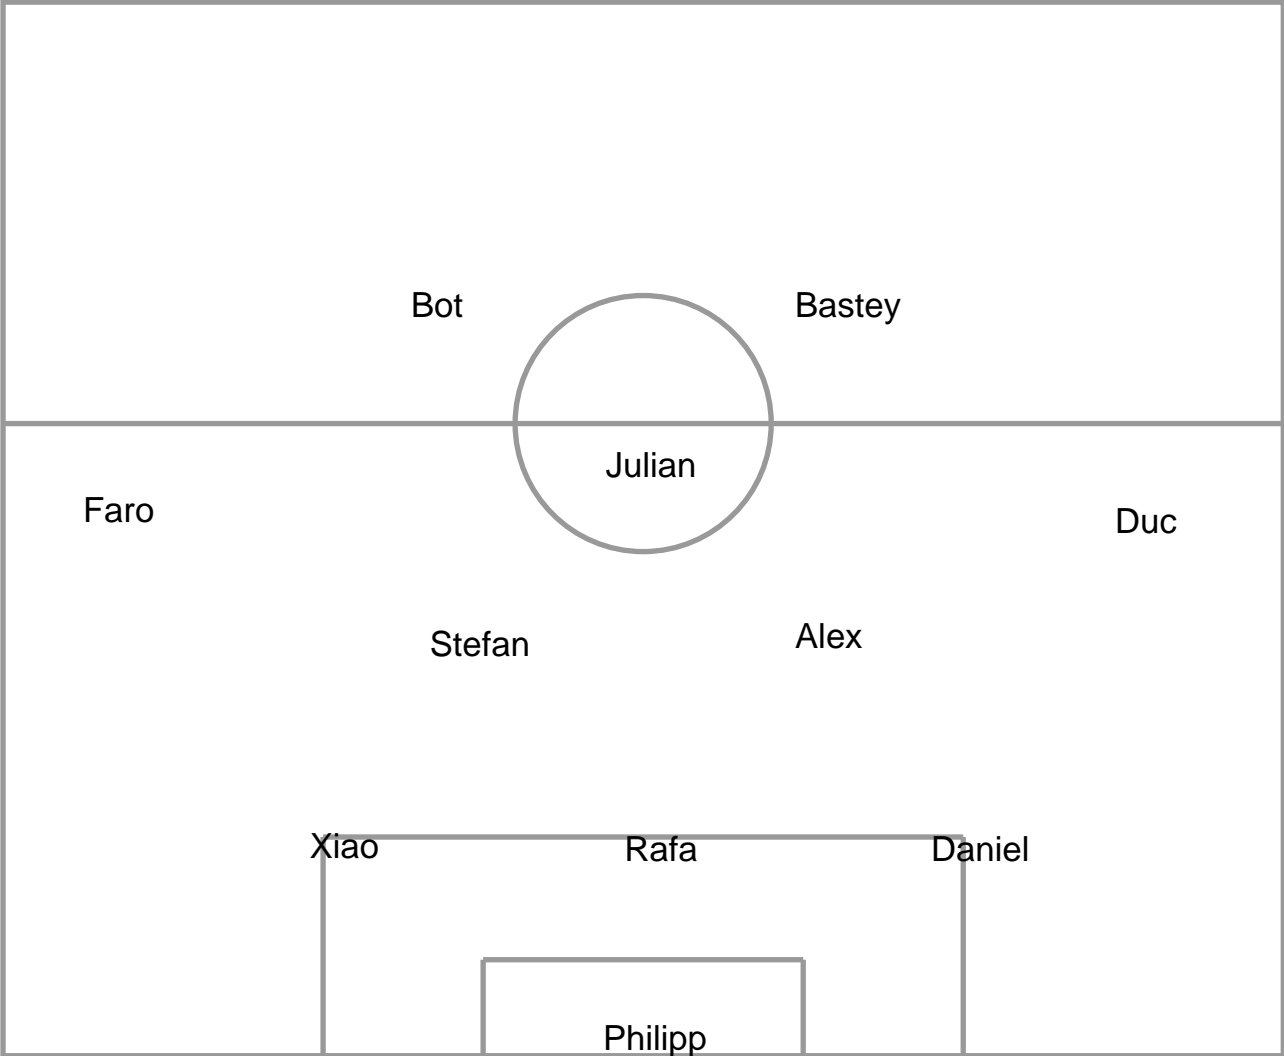 Bot
Bastey
Julian
Faro
Duc
Stefan
Alex
Xiao
Rafa
Daniel
Philipp